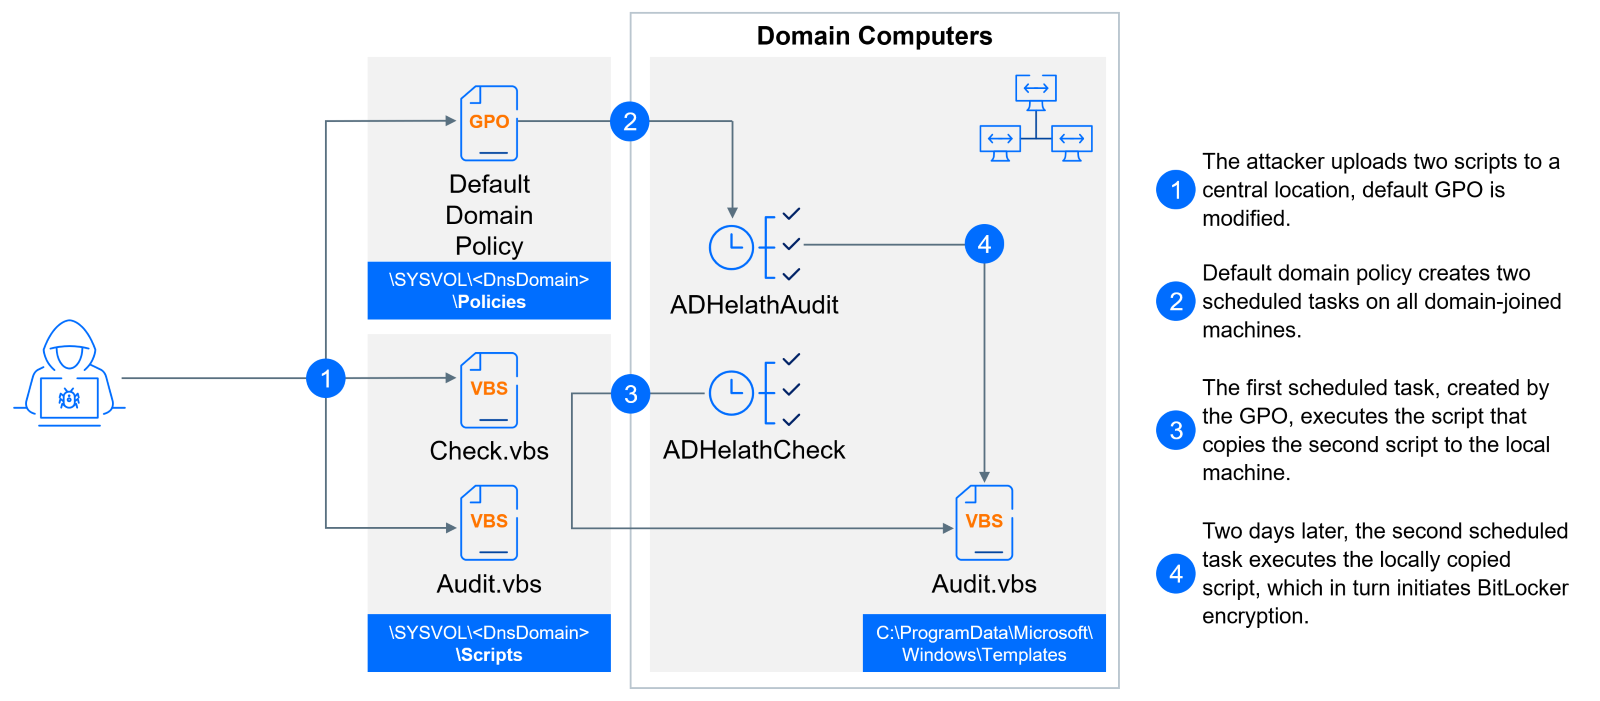 Domain Computers
GPO
Default
Domain
Policy
\SYSVOL\<DnsDomain>
\Policies
2
ADHelathAudit
4
1
VBS
Check.vbs
3
ADHelathCheck
VBS
Audit.vbs
\SYSVOL\<DnsDomain>
\Scripts
VBS
Audit.vbs
C:\ProgramData\Microsoft\
Windows\Templates
1
The attacker uploads two scripts to a
central location, default GPO is
modified.
2
Default domain policy creates two
scheduled tasks on all domain-joined
machines.
3
The first scheduled task, created by
the GPO, executes the script that
copies the second script to the local
machine.
4
Two days later, the second scheduled
task executes the locally copied
script, which in turn initiates BitLocker
encryption.